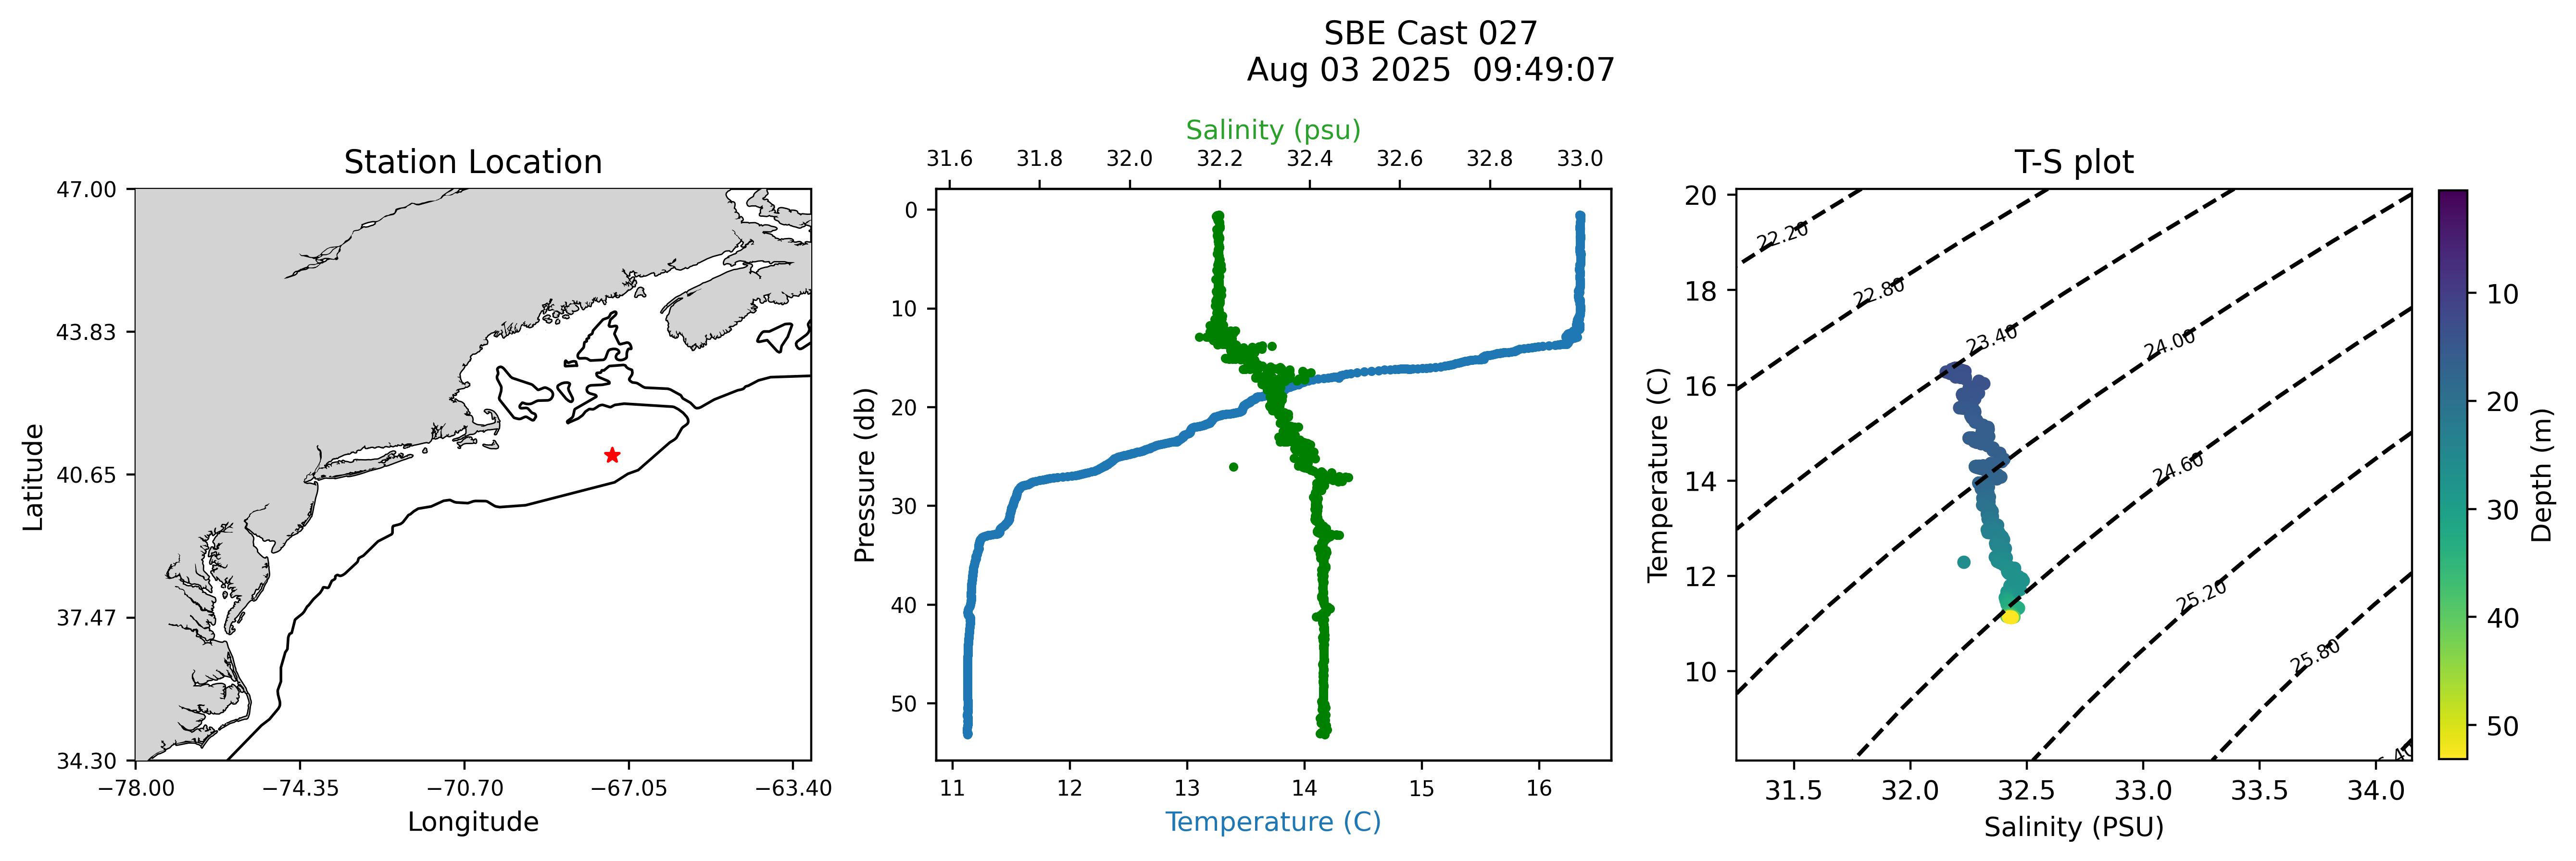 SBE Cast 027
Aug 03 2025  09:49:07
Station Location
47.00
43.83
40.65
37.47
34.30
Latitude
−78.00 −74.35 −70.70 −67.05 −63.40
Longitude
Salinity (psu)
31.6 31.8 32.0 32.2 32.4 32.6 32.8 33.0
0
10
20
30
40
50
Pressure (db)
11 12 13 14 15 16
Temperature (C)
T-S plot
20
18
16
14
12
10
Temperature (C)
22.20
22.80
23.40
24.00
24.60
25.20
25.80
31.5 32.0 32.5 33.0 33.5 34.0
Salinity (PSU)
10
20
30
40
50
Depth (m)